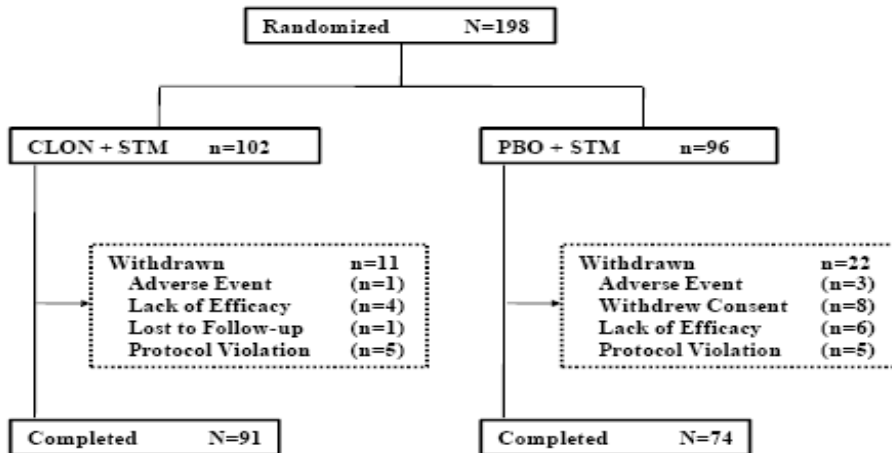 Randomized N=198
CLON + STM n=102
PBO + STM n=96
Withdrawn n=11
Adverse Event (n=1)
Lack of Efficacy (n=4)
Lost to Follow-up (n=1)
Protocol Violation (n=5)
Withdrawn n=22
Adverse Event (n=3)
Withdrew Consent (n=8)
Lack of Efficacy (n=6)
Protocol Violation (n=5)
Completed N=91
Completed N=74